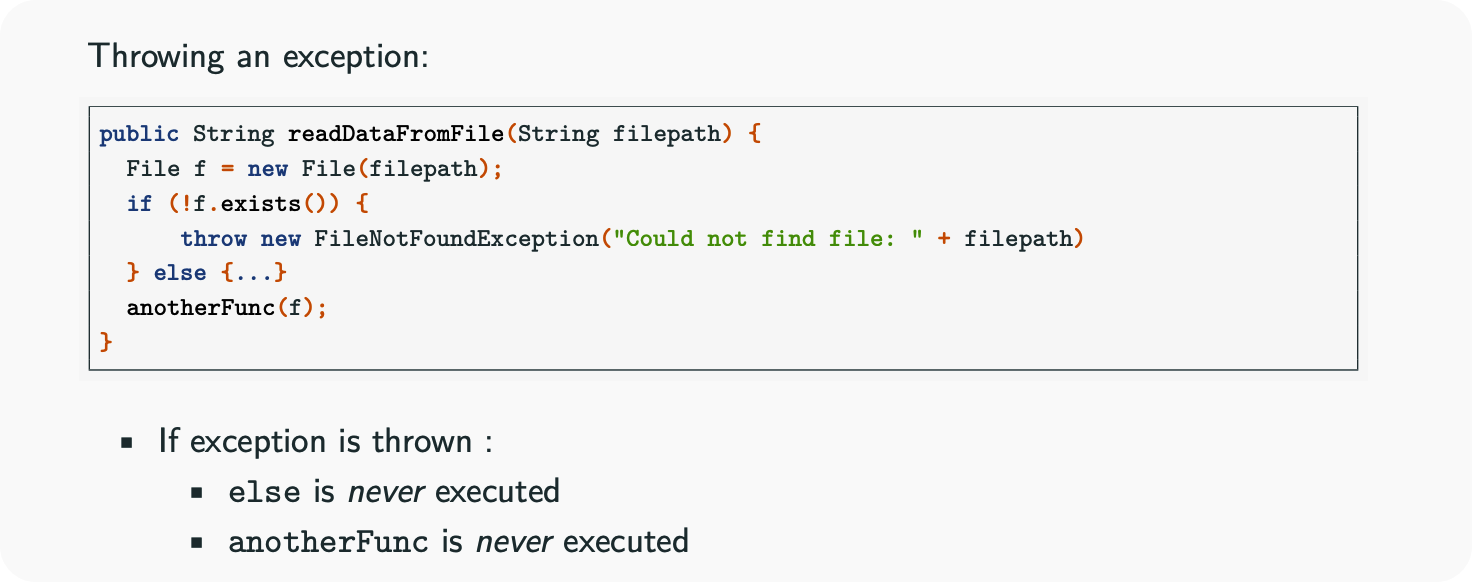 Throwing an exception:
public String readDataFromFile(String filepath) {
  File f = new File(filepath);
  if (!f.exists()) {
      throw new FileNotFoundException("Could not find file: " + filepath)
  } else {...}
  anotherFunc(f);
}
▪ If exception is thrown :
▪ else is never executed
▪ anotherFunc is never executed